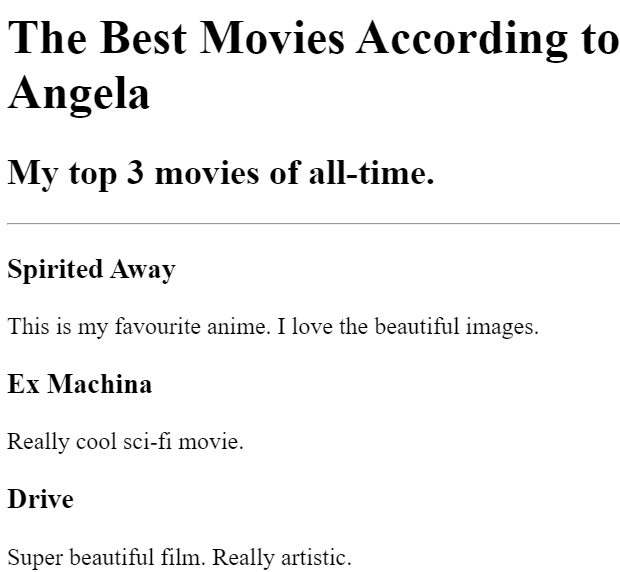 The Best Movies According to
Angela
My top 3 movies of all-time.
Spirited Away
This is my favourite anime. I love the beautiful images.
Ex Machina
Really cool sci-fi movie.
Drive
Super beautiful film. Really artistic.